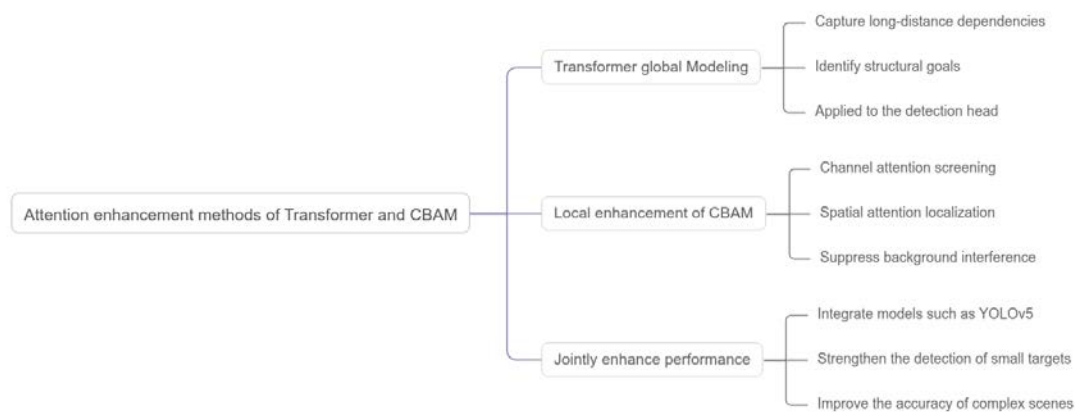 Attention enhancement methods of Transformer and CBAM
Transformer global Modeling
Capture long-distance dependencies
Identify structural goals
Applied to the detection head
Local enhancement of CBAM
Channel attention screening
Spatial attention localization
Suppress background interference
Jointly enhance performance
Integrate models such as YOLOv5
Strengthen the detection of small targets
Improve the accuracy of complex scenes